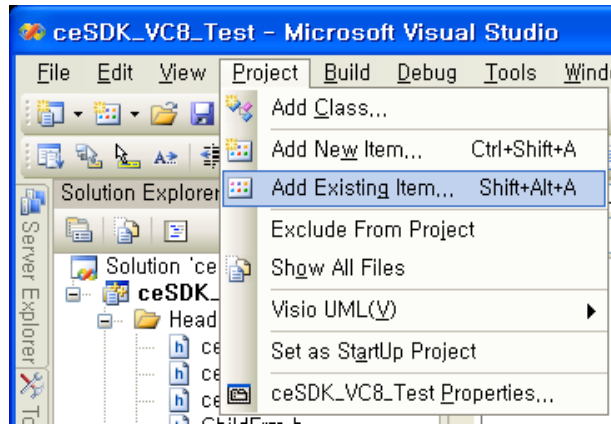 ceSDK_VC8_Test - Microsoft Visual Studio
File Edit View Project Build Debug Tools
Add Class...
Add New Item... Ctrl+Shift+A
Add Existing Item... Shift+Alt+A
Exclude From Project
Show All Files
Visio UML(V)
Set as StartUp Project
ceSDK_VC8_Test Properties...
Solution Explorer
Solution 'ce
ceSDK_
Head
ce
ce
ce
Server Explorer